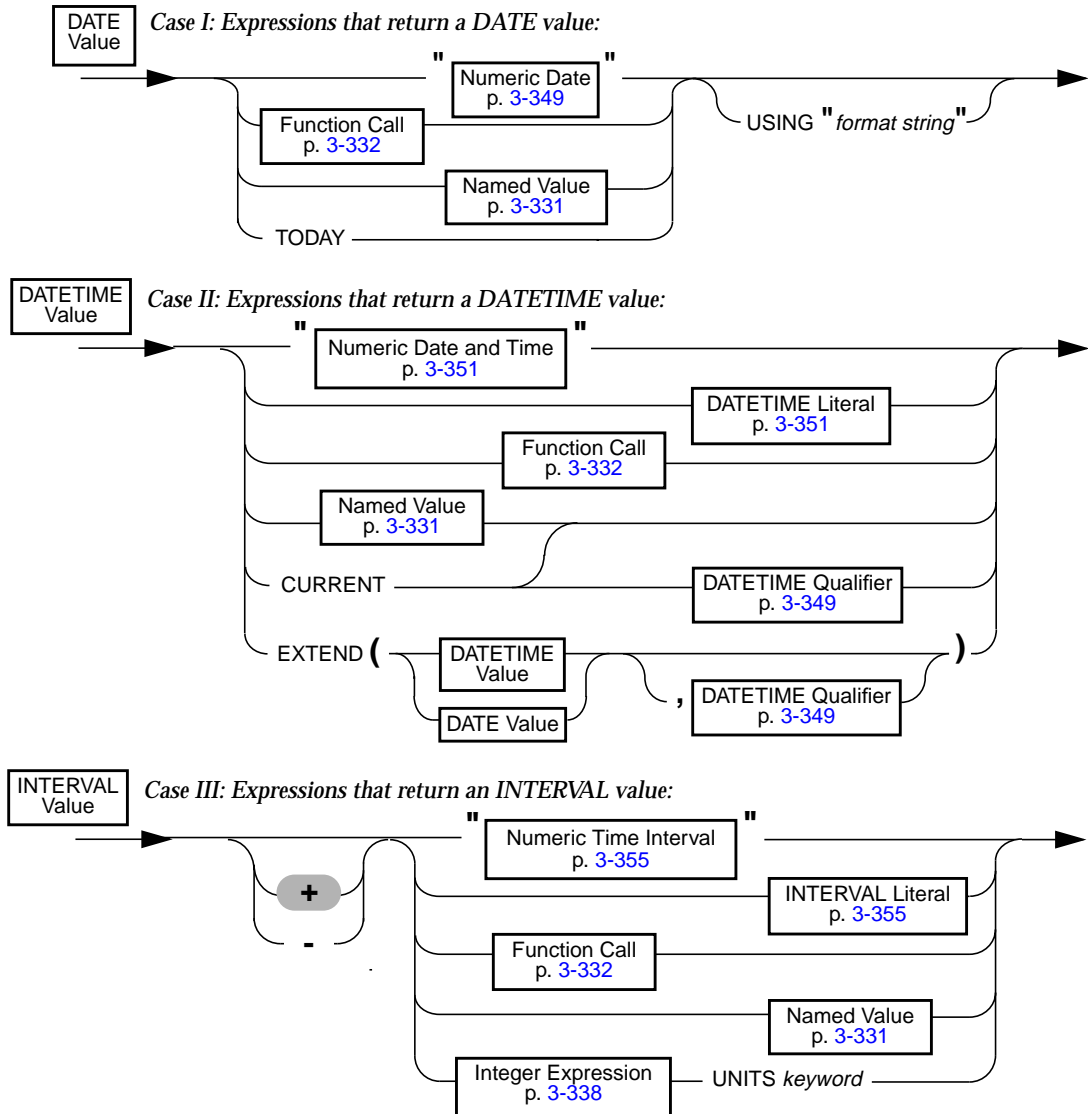 DATE
Value
Case I: Expressions that return a DATE value:
" Numeric Date "
p. 3-349
Function Call
p. 3-332
USING "format string"
Named Value
p. 3-331
TODAY
DATETIME
Value
Case II: Expressions that return a DATETIME value:
" Numeric Date and Time "
p. 3-351
DATETIME Literal
p. 3-351
Function Call
p. 3-332
Named Value
p. 3-331
CURRENT
DATETIME Qualifier
p. 3-349
EXTEND ( DATETIME
Value
)
DATE Value
, DATETIME Qualifier
p. 3-349
INTERVAL
Value
Case III: Expressions that return an INTERVAL value:
" Numeric Time Interval "
p. 3-355
+
-
INTERVAL Literal
p. 3-355
Function Call
p. 3-332
Named Value
p. 3-331
Integer Expression
p. 3-338
UNITS keyword